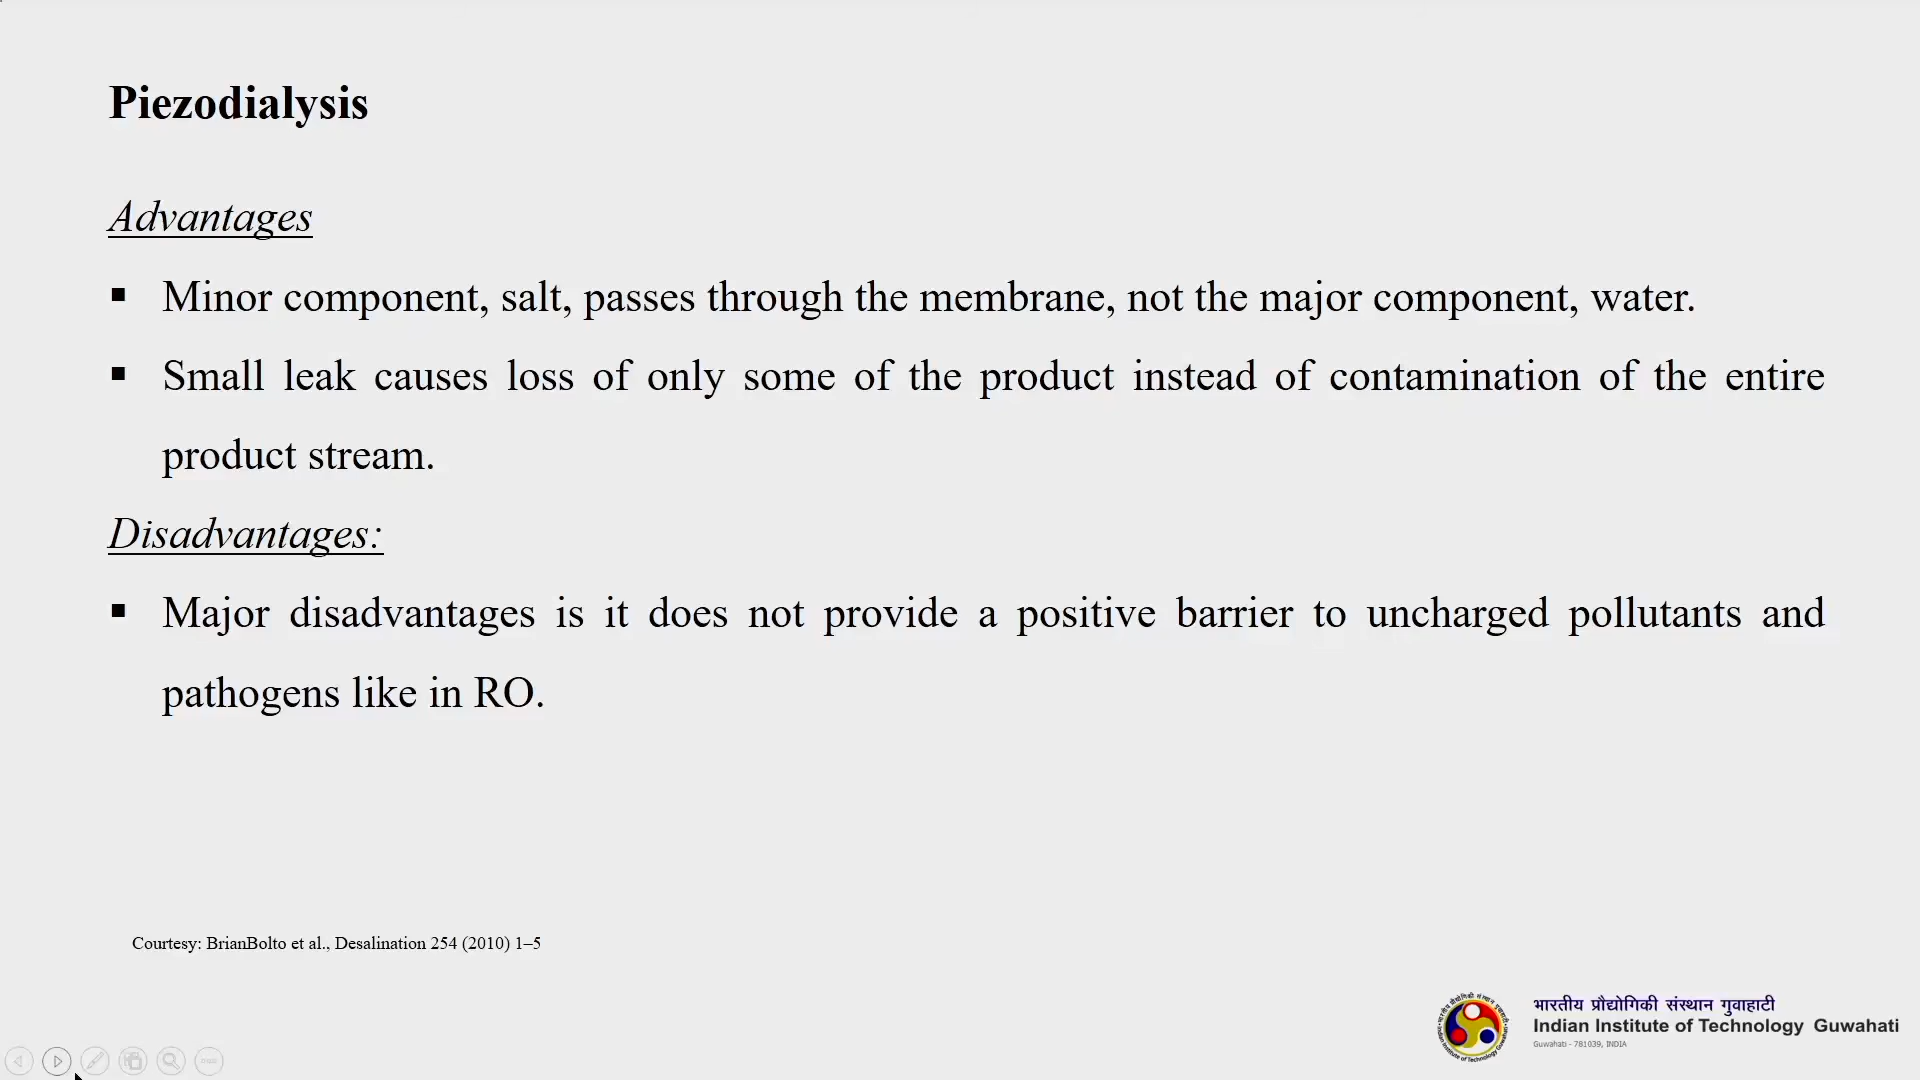 Piezodialysis
Advantages
▪ Minor component, salt, passes through the membrane, not the major component, water.
▪ Small leak causes loss of only some of the product instead of contamination of the entire
product stream.
Disadvantages:
▪ Major disadvantages is it does not provide a positive barrier to uncharged pollutants and
pathogens like in RO.
Courtesy: BrianBolto et al., Desalination 254 (2010) 1–5
भारतीय प्रौद्योगिकी संस्थान गुवाहाटी
Indian Institute of Technology Guwahati
Guwahati - 781039, INDIA